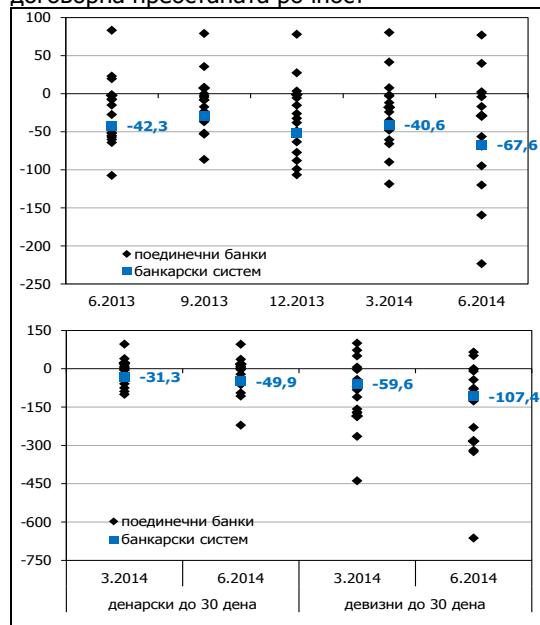 договорна преостаната рочност
100
50
0
-50
-100
-150
-200
-250
-42,3
-40,6
-67,6
поединечни банки
банкарски систем
6.2013 9.2013 12.2013 3.2014 6.2014
150
0
-150
-300
-450
-600
-750
-31,3 -49,9 -59,6 -107,4
поединечни банки
банкарски систем
3.2014 6.2014 3.2014 6.2014
денарски до 30 дена девизни до 30 дена